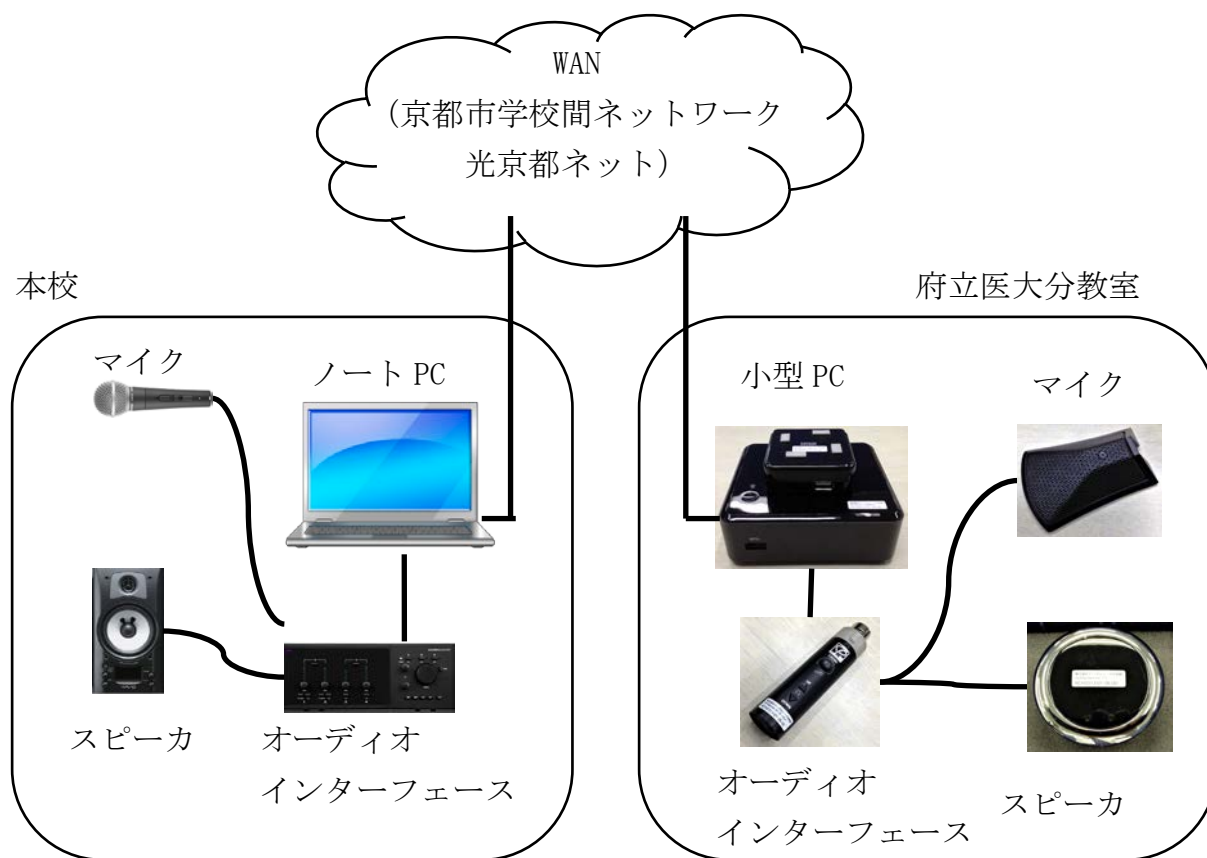 WAN
(京都市学校間ネットワーク
光京都ネット)
本校
府立医大分教室
マイク
ノート PC
小型 PC
マイク
スピーカ
オーディオ
インターフェース
オーディオ
インターフェース
スピーカ